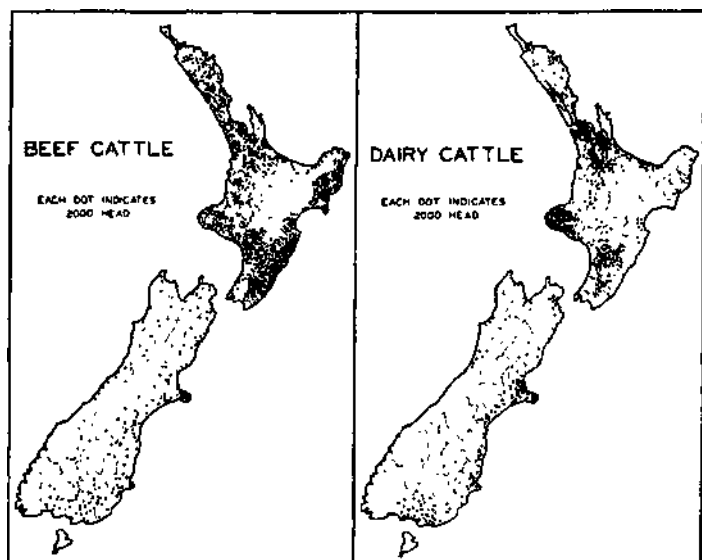 BEEF CATTLE
EACH DOT INDICATES
2000 HEAD
DAIRY CATTLE
EACH DOT INDICATES
2000 HEAD